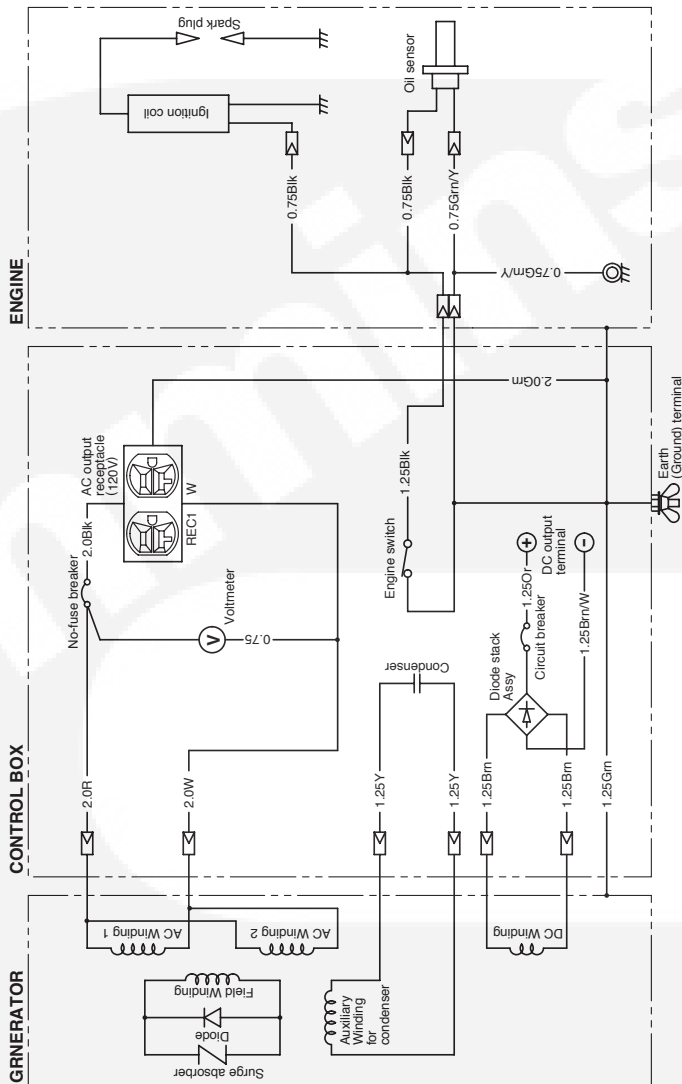 ENGINE
Spark plug
Ignition coil
Oil sensor
0.75Blk
0.75Blk
0.75Grn/Y
0.75Grn/Y
CONTROL BOX
AC output
receptacle
(120V)
REC1
W
2.0Blk
No-fuse breaker
V
Voltmeter
0.75
2.0Grn
2.0R
2.0W
Engine switch
1.25Blk
Condenser
1.25Y
1.25Y
Diode stack
Assy
Circuit breaker
1.25Or
+
DC output
terminal
-
1.25Brn/W
1.25Brn
1.25Brn
1.25Grn
Earth
(Ground) terminal
GRNERATOR
AC Winding 1
AC Winding 2
Field Winding
Diode
Surge absorber
Auxiliary
Winding
for
condenser
DC Winding
mmins